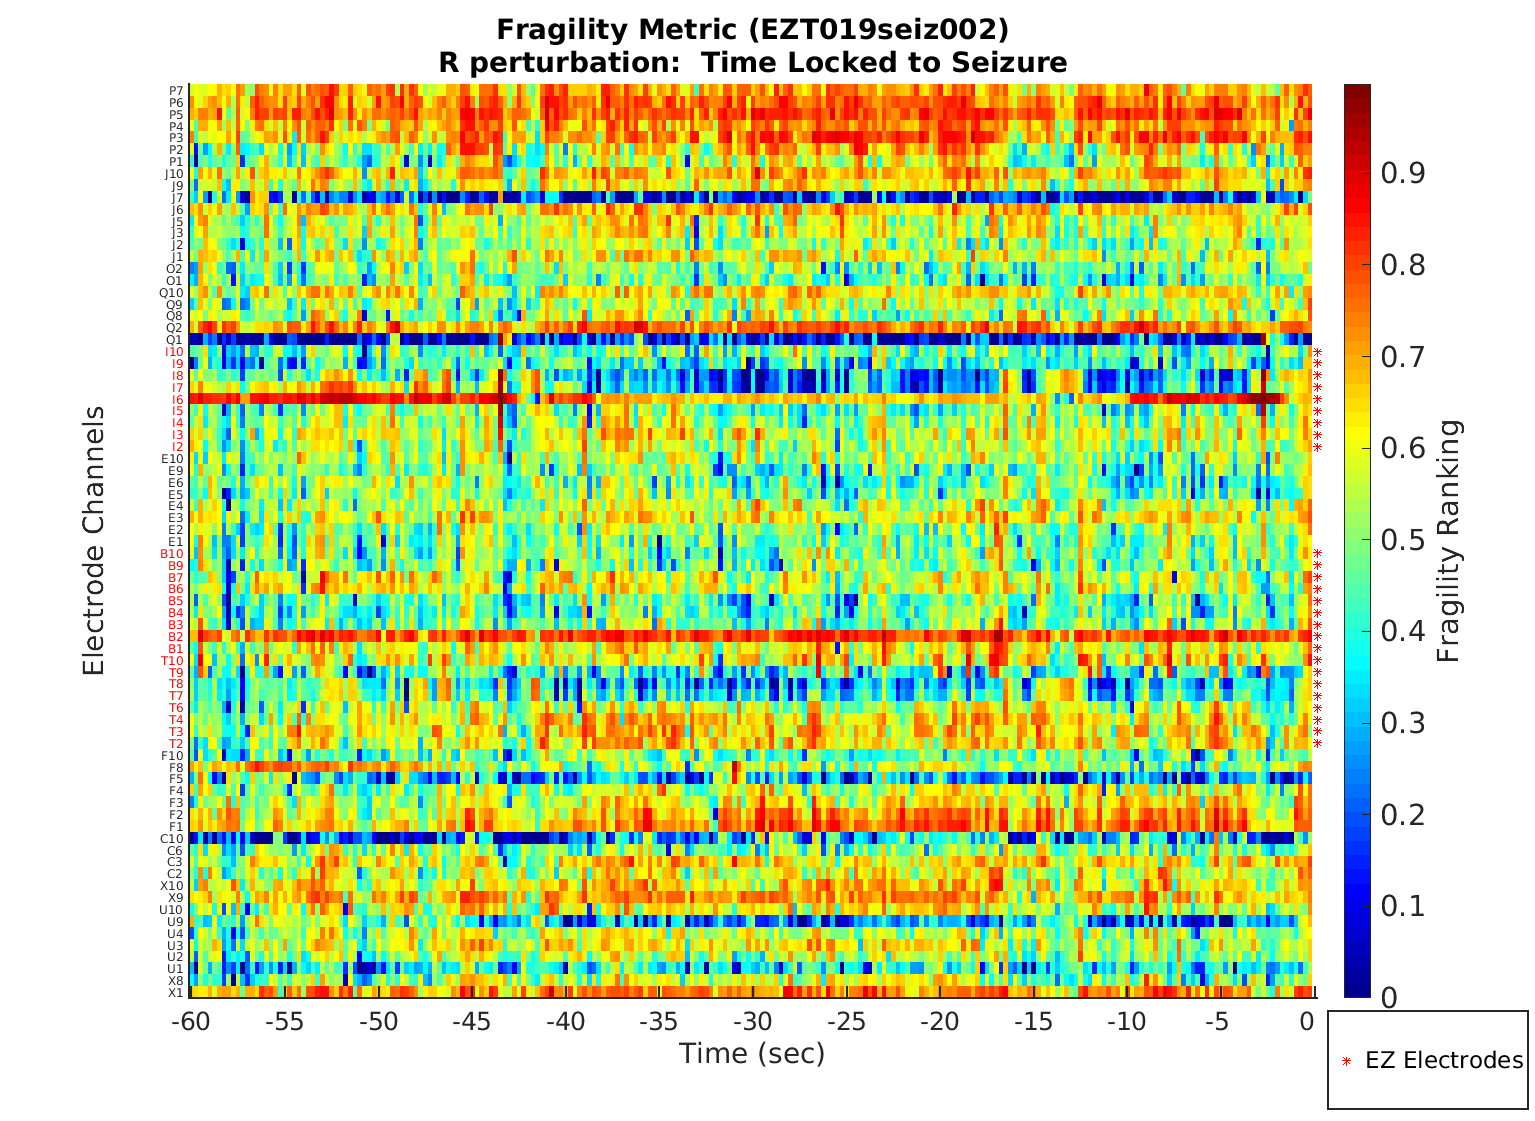 Fragility Metric (EZT019seiz002)
R perturbation:  Time Locked to Seizure
Electrode Channels
P7
P6
P5
P4
P3
P2
P1
J10
J9
J7
J6
J5
J3
J2
J1
O2
O1
Q10
Q9
Q8
Q2
Q1
I10
I9
I8
I7
I6
I5
I4
I3
I2
E10
E9
E6
E5
E4
E3
E2
E1
B10
B9
B7
B6
B5
B4
B3
B2
B1
T10
T9
T8
T7
T6
T4
T3
T2
F10
F8
F5
F4
F3
F2
F1
C10
C6
C3
C2
X10
X9
U10
U9
U4
U3
U2
U1
X8
X1
-60 -55 -50 -45 -40 -35 -30 -25 -20 -15 -10 -5 0
Time (sec)
0.9
0.8
0.7
0.6
0.5
0.4
0.3
0.2
0.1
0
Fragility Ranking
EZ Electrodes